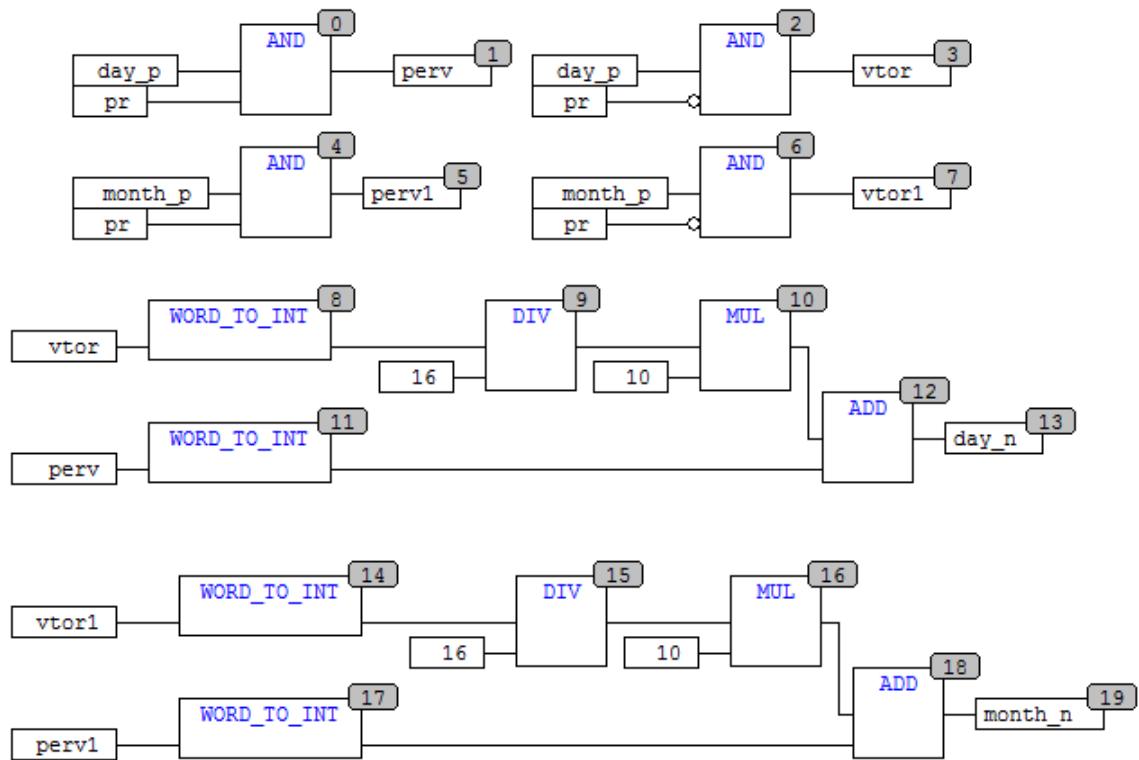 0
AND
day_p
pr
1
perv
2
AND
day_p
pr
3
vtor
4
AND
month_p
pr
5
perv1
6
AND
month_p
pr
7
vtor1
8
WORD_TO_INT
vtor
9
DIV
16
10
MUL
10
11
WORD_TO_INT
perv
12
ADD
13
day_n
14
WORD_TO_INT
vtor1
15
DIV
16
16
MUL
10
17
WORD_TO_INT
perv1
18
ADD
19
month_n